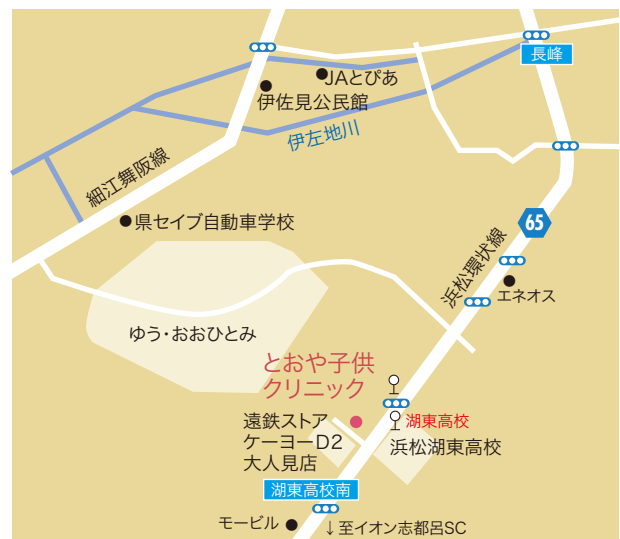 長峰
JAとぴあ
伊佐見公民館
伊左地川
細江舞阪線
県セイブ自動車学校
65
浜松環状線
エネオス
ゆう・おおひとみ
とおや子供
クリニック
湖東高校
遠鉄ストア
ケーヨーD2
大人見店
浜松湖東高校
湖東高校南
モービル
↓至イオン志都呂SC